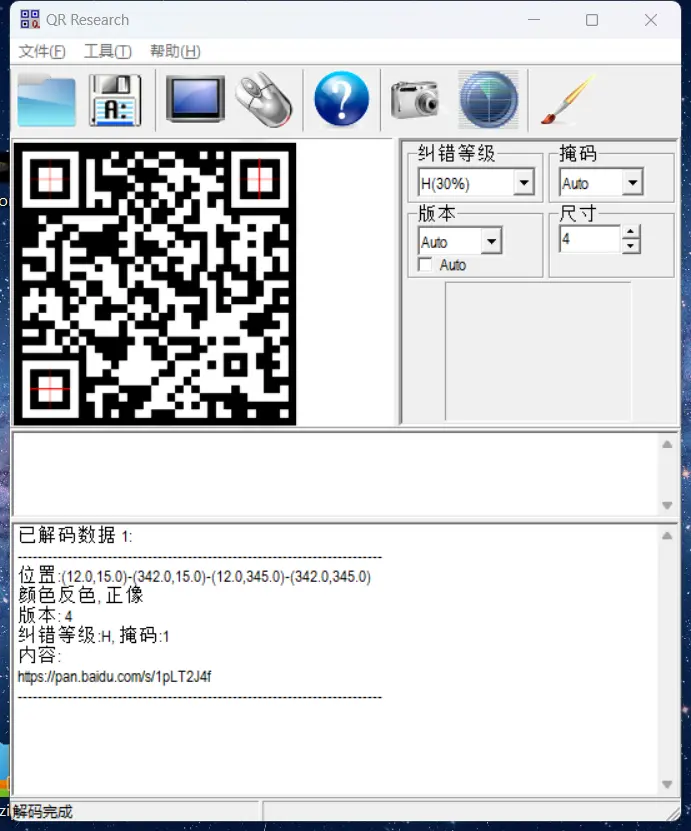 QR Research
文件(F) 工具(T) 帮助(H)
A:
纠错等级
掩码
H(30%)
Auto
版本
尺寸
Auto
4
Auto
已解码数据 1:
--------------------------------------------------------------------------------
位置:(12.0,15.0)-(342.0,15.0)-(12.0,345.0)-(342.0,345.0)
颜色反色, 正像
版本: 4
纠错等级:H, 掩码:1
内容:
https://pan.baidu.com/s/1pLT2J4f
--------------------------------------------------------------------------------
解码完成